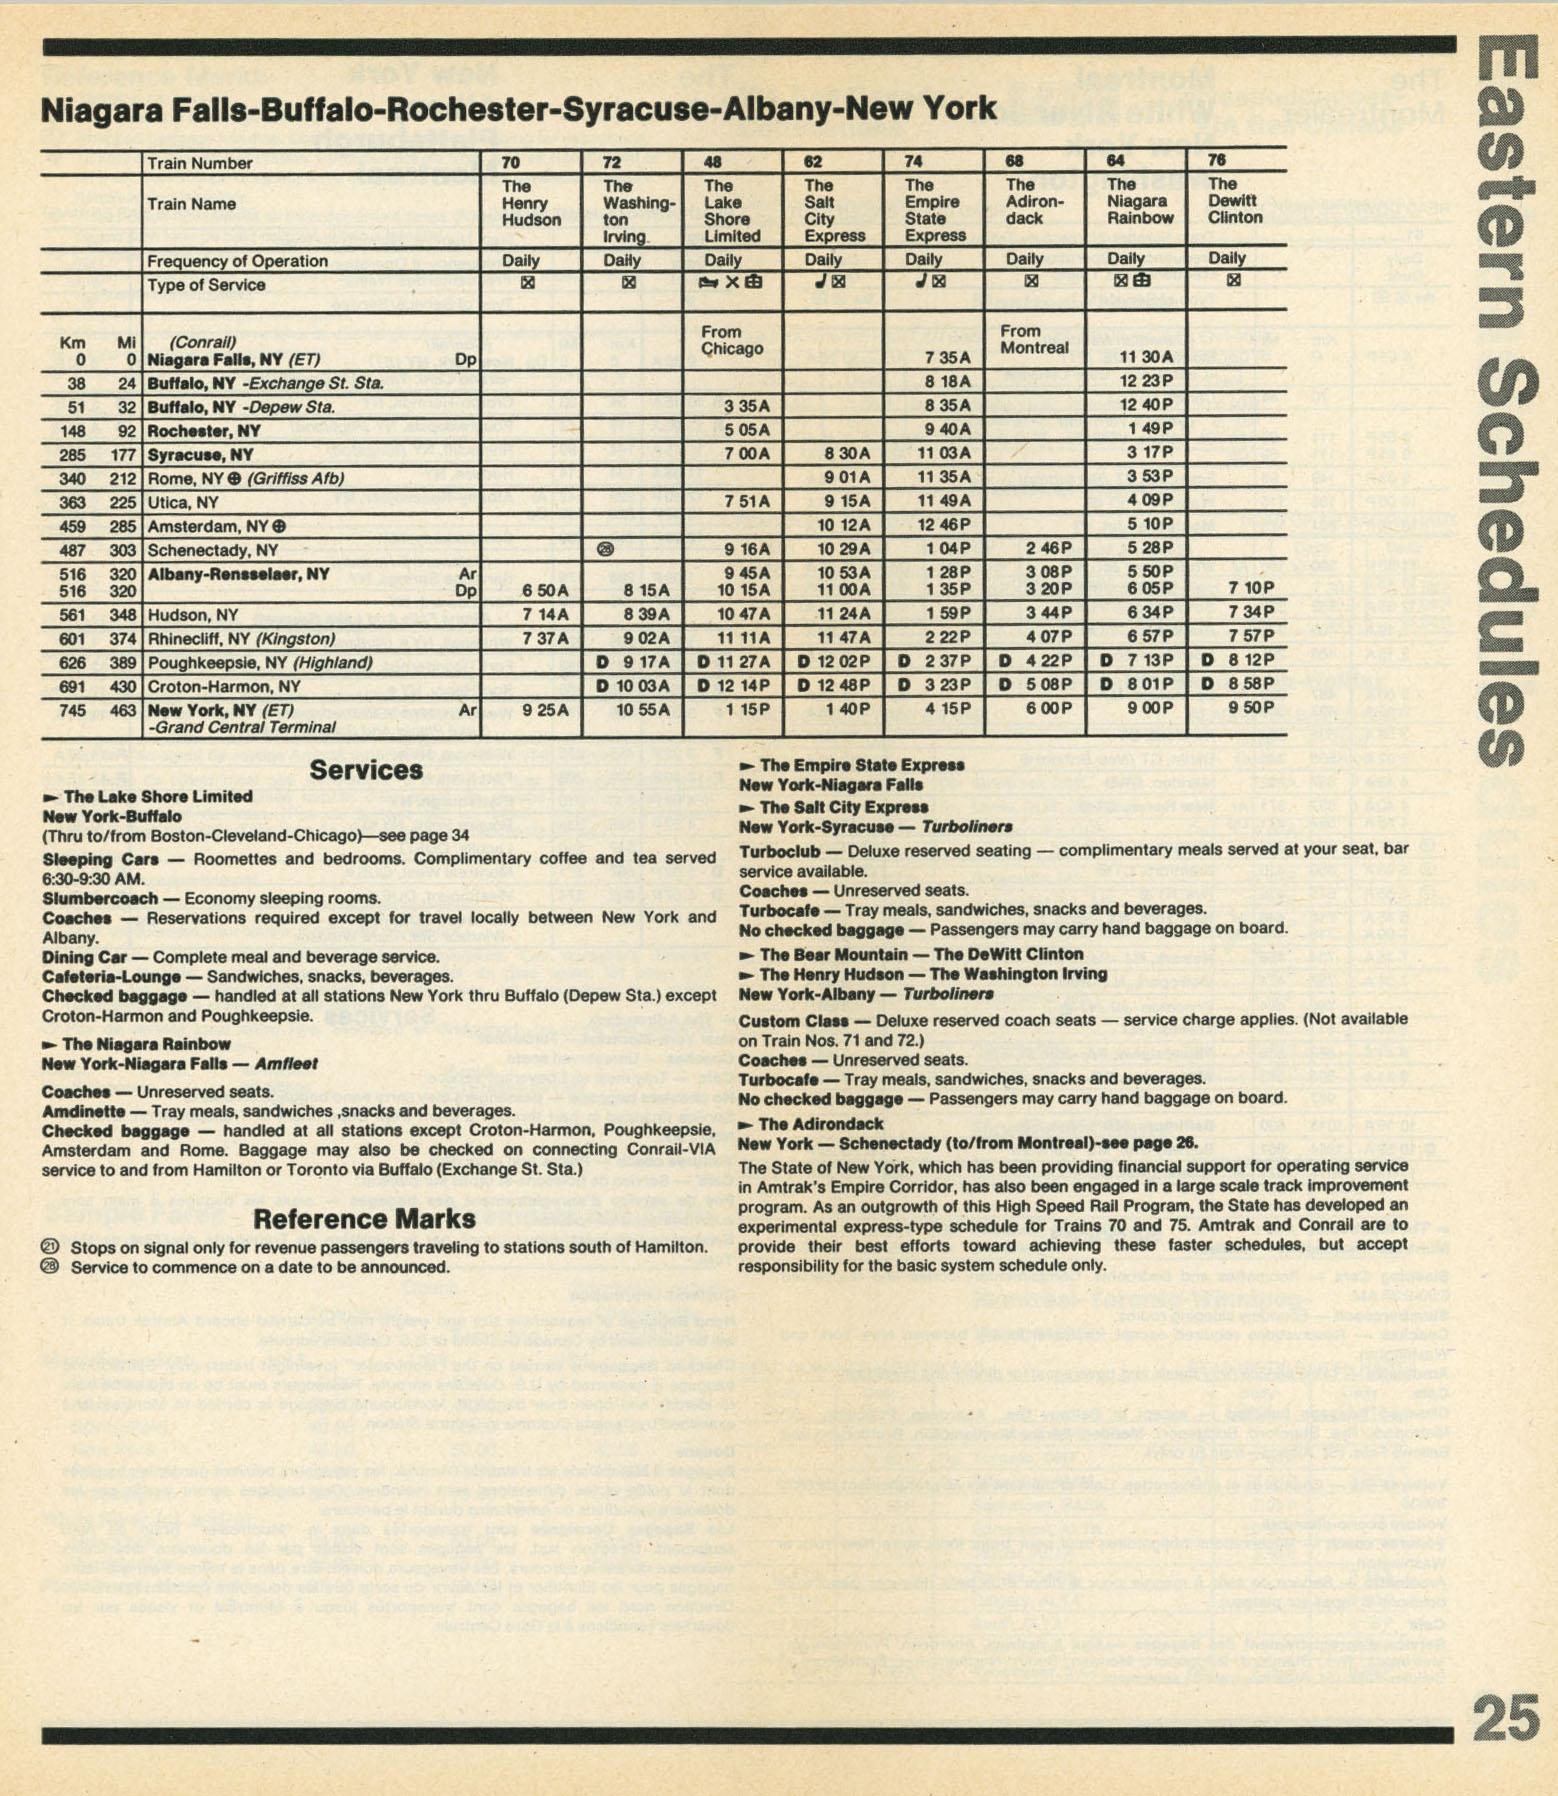 Eastern Schedules
Niagara Falls-Buffalo-Rochester-Syracuse-Albany-New York
Train Number 70 72 48 62 74 68 64 76
Train Name The Henry Hudson The Washing-ton Irving. The Lake Shore Limited The Salt City Express The Empire State Express The Adiron-dack The Niagara Rainbow The Dewitt Clinton
Frequency of Operation Daily Daily Daily Daily Daily Daily Daily Daily
Type of Service
From Chicago From Montreal
Km Mi (Conrail)
0 0 Niagara Falls, NY (ET) Dp 7 35A 11 30A
38 24 Buffalo, NY -Exchange St. Sta. 8 18A 12 23P
51 32 Buffalo, NY -Depew Sta. 3 35A 8 35A 12 40P
148 92 Rochester, NY 5 05A 9 40A 1 49P
285 177 Syracuse, NY 7 00A 8 30A 11 03A 3 17P
340 212 Rome, NY ⊕ (Griffiss Afb) 9 01A 11 35A 3 53P
363 225 Utica, NY 7 51A 9 15A 11 49A 4 09P
459 285 Amsterdam, NY ⊕ 10 12A 12 46P 5 10P
487 303 Schenectady, NY ㉘ 9 16A 10 29A 1 04P 2 46P 5 28P
516 320 Albany-Rensselaer, NY Ar 9 45A 10 53A 1 28P 3 08P 5 50P
516 320 Dp 6 50A 8 15A 10 15A 11 00A 1 35P 3 20P 6 05P 7 10P
561 348 Hudson, NY 7 14A 8 39A 10 47A 11 24A 1 59P 3 44P 6 34P 7 34P
601 374 Rhinecliff, NY (Kingston) 7 37A 9 02A 11 11A 11 47A 2 22P 4 07P 6 57P 7 57P
626 389 Poughkeepsie, NY (Highland) D 9 17A D 11 27A D 12 02P D 2 37P D 4 22P D 7 13P D 8 12P
691 430 Croton-Harmon, NY D 10 03A D 12 14P D 12 48P D 3 23P D 5 08P D 8 01P D 8 58P
745 463 New York, NY (ET) Ar 9 25A 10 55A 1 15P 1 40P 4 15P 6 00P 9 00P 9 50P
-Grand Central Terminal
Services
► The Lake Shore Limited
New York-Buffalo
(Thru to/from Boston-Cleveland-Chicago)—see page 34
Sleeping Cars — Roomettes and bedrooms. Complimentary coffee and tea served
6:30-9:30 AM.
Slumbercoach — Economy sleeping rooms.
Coaches — Reservations required except for travel locally between New York and
Albany.
Dining Car — Complete meal and beverage service.
Cafeteria-Lounge — Sandwiches, snacks, beverages.
Checked baggage — handled at all stations New York thru Buffalo (Depew Sta.) except
Croton-Harmon and Poughkeepsie.
► The Niagara Rainbow
New York-Niagara Falls — Amfleet
Coaches — Unreserved seats.
Amdinette — Tray meals, sandwiches ,snacks and beverages.
Checked baggage — handled at all stations except Croton-Harmon, Poughkeepsie,
Amsterdam and Rome. Baggage may also be checked on connecting Conrail-VIA
service to and from Hamilton or Toronto via Buffalo (Exchange St. Sta.)
Reference Marks
㉑ Stops on signal only for revenue passengers traveling to stations south of Hamilton.
㉘ Service to commence on a date to be announced.
► The Empire State Express
New York-Niagara Falls
► The Salt City Express
New York-Syracuse — Turboliners
Turboclub — Deluxe reserved seating — complimentary meals served at your seat, bar
service available.
Coaches — Unreserved seats.
Turbocafe — Tray meals, sandwiches, snacks and beverages.
No checked baggage — Passengers may carry hand baggage on board.
► The Bear Mountain — The DeWitt Clinton
► The Henry Hudson — The Washington Irving
New York-Albany — Turboliners
Custom Class — Deluxe reserved coach seats — service charge applies. (Not available
on Train Nos. 71 and 72.)
Coaches — Unreserved seats.
Turbocafe — Tray meals, sandwiches, snacks and beverages.
No checked baggage — Passengers may carry hand baggage on board.
► The Adirondack
New York — Schenectady (to/from Montreal)-see page 26.
The State of New York, which has been providing financial support for operating service
in Amtrak's Empire Corridor, has also been engaged in a large scale track improvement
program. As an outgrowth of this High Speed Rail Program, the State has developed an
experimental express-type schedule for Trains 70 and 75. Amtrak and Conrail are to
provide their best efforts toward achieving these faster schedules, but accept
responsibility for the basic system schedule only.
25